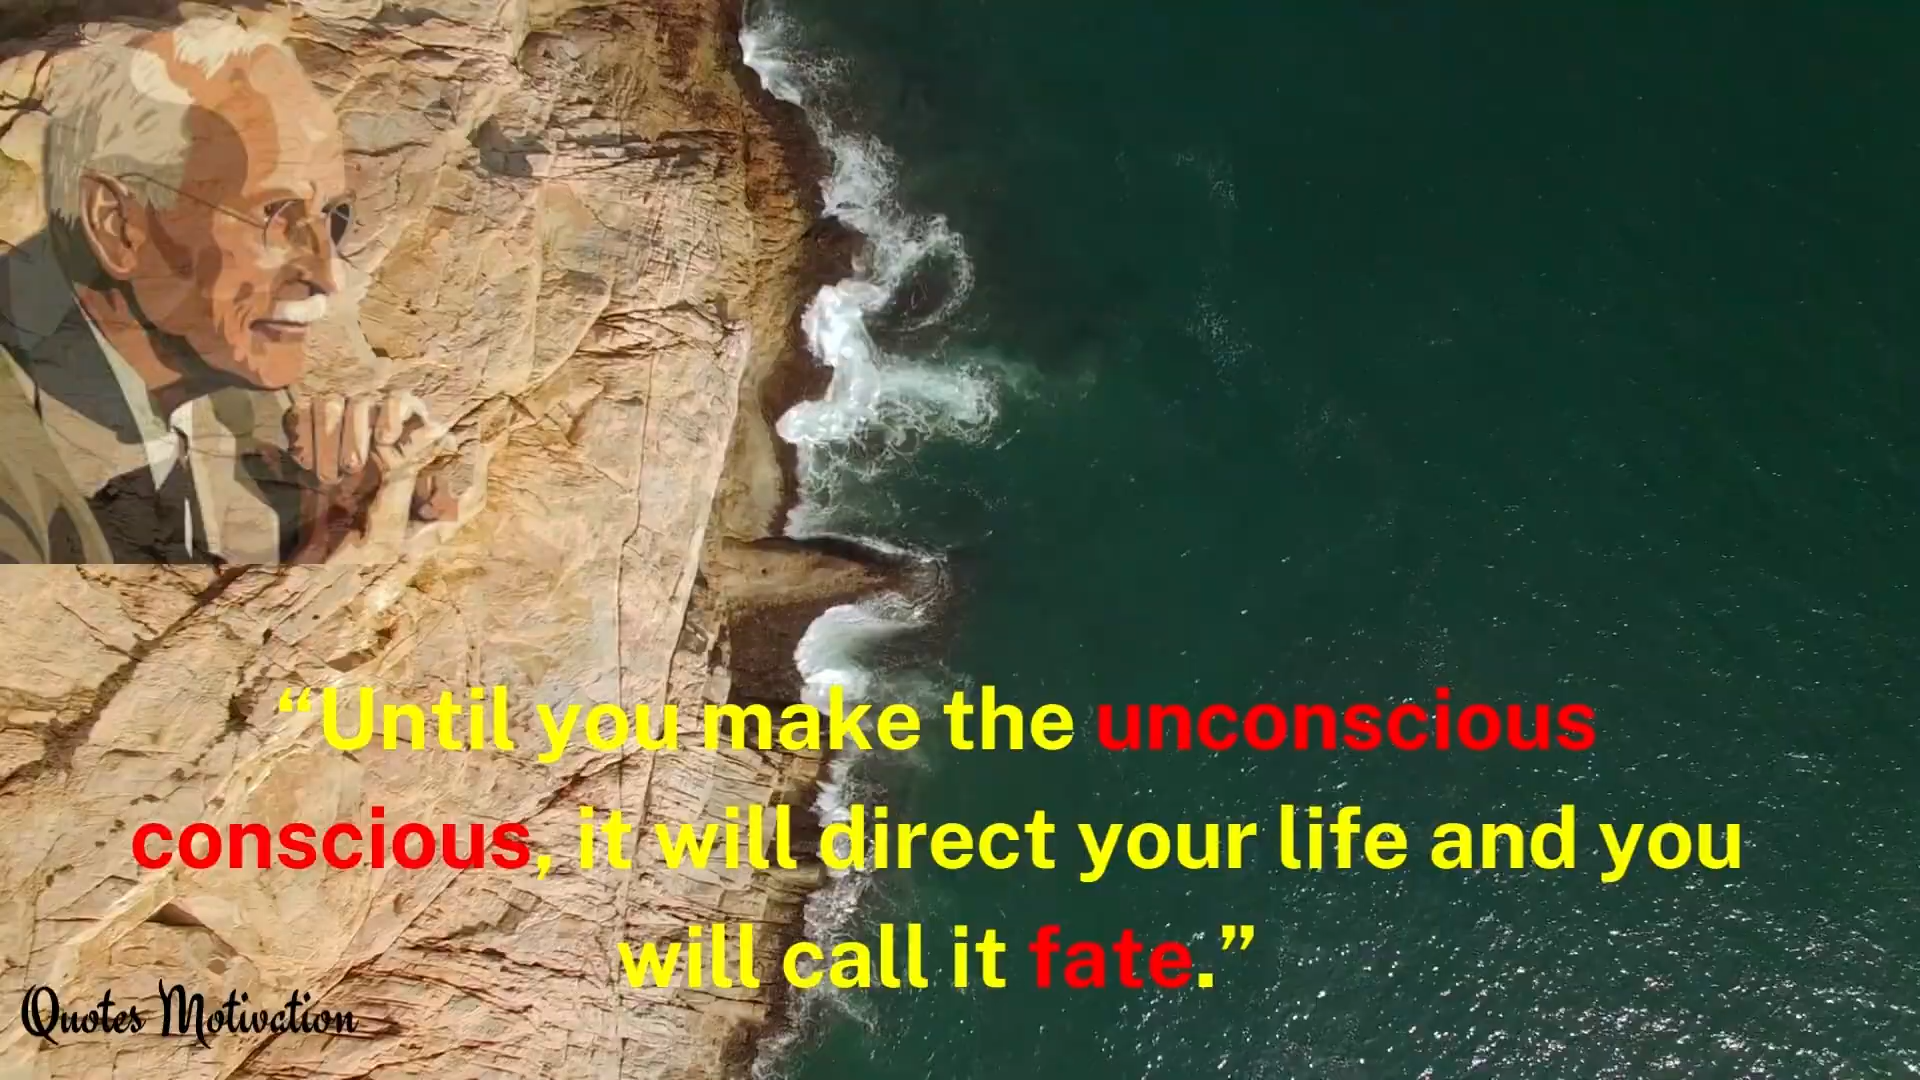 “Until you make the unconscious
conscious, it will direct your life and you
will call it fate.”
Quotes Motivation